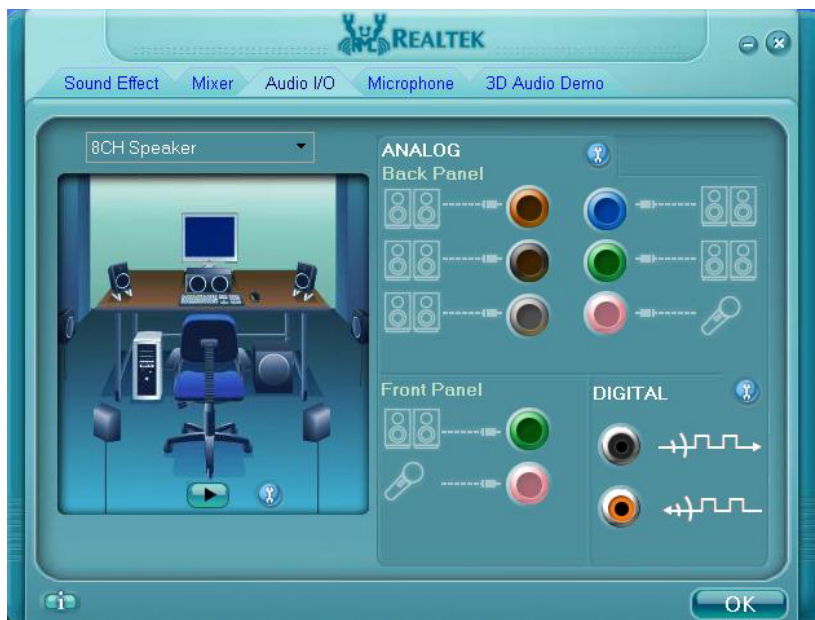 REALTEK
Sound Effect Mixer Audio I/O Microphone 3D Audio Demo
8CH Speaker
ANALOG
Back Panel
Front Panel
DIGITAL
i
OK